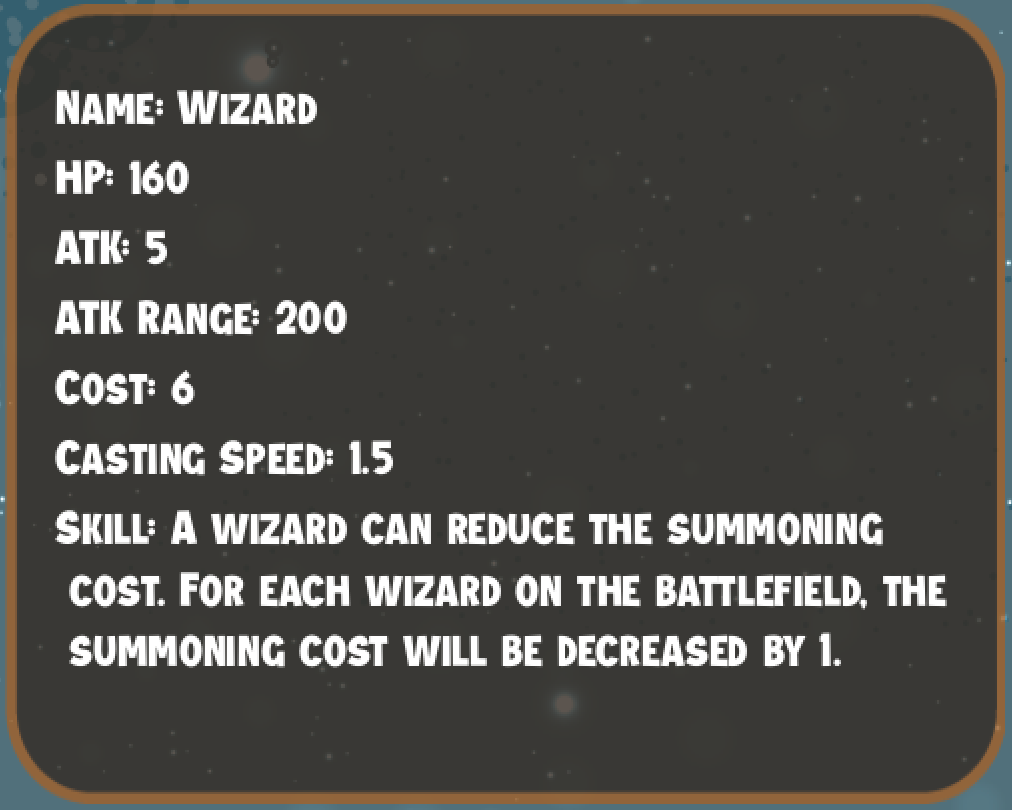 Name: Wizard
HP: 160
ATK: 5
ATK Range: 200
Cost: 6
Casting Speed: 1.5
Skill: A wizard can reduce the summoning
cost. For each wizard on the battlefield, the
summoning cost will be decreased by 1.